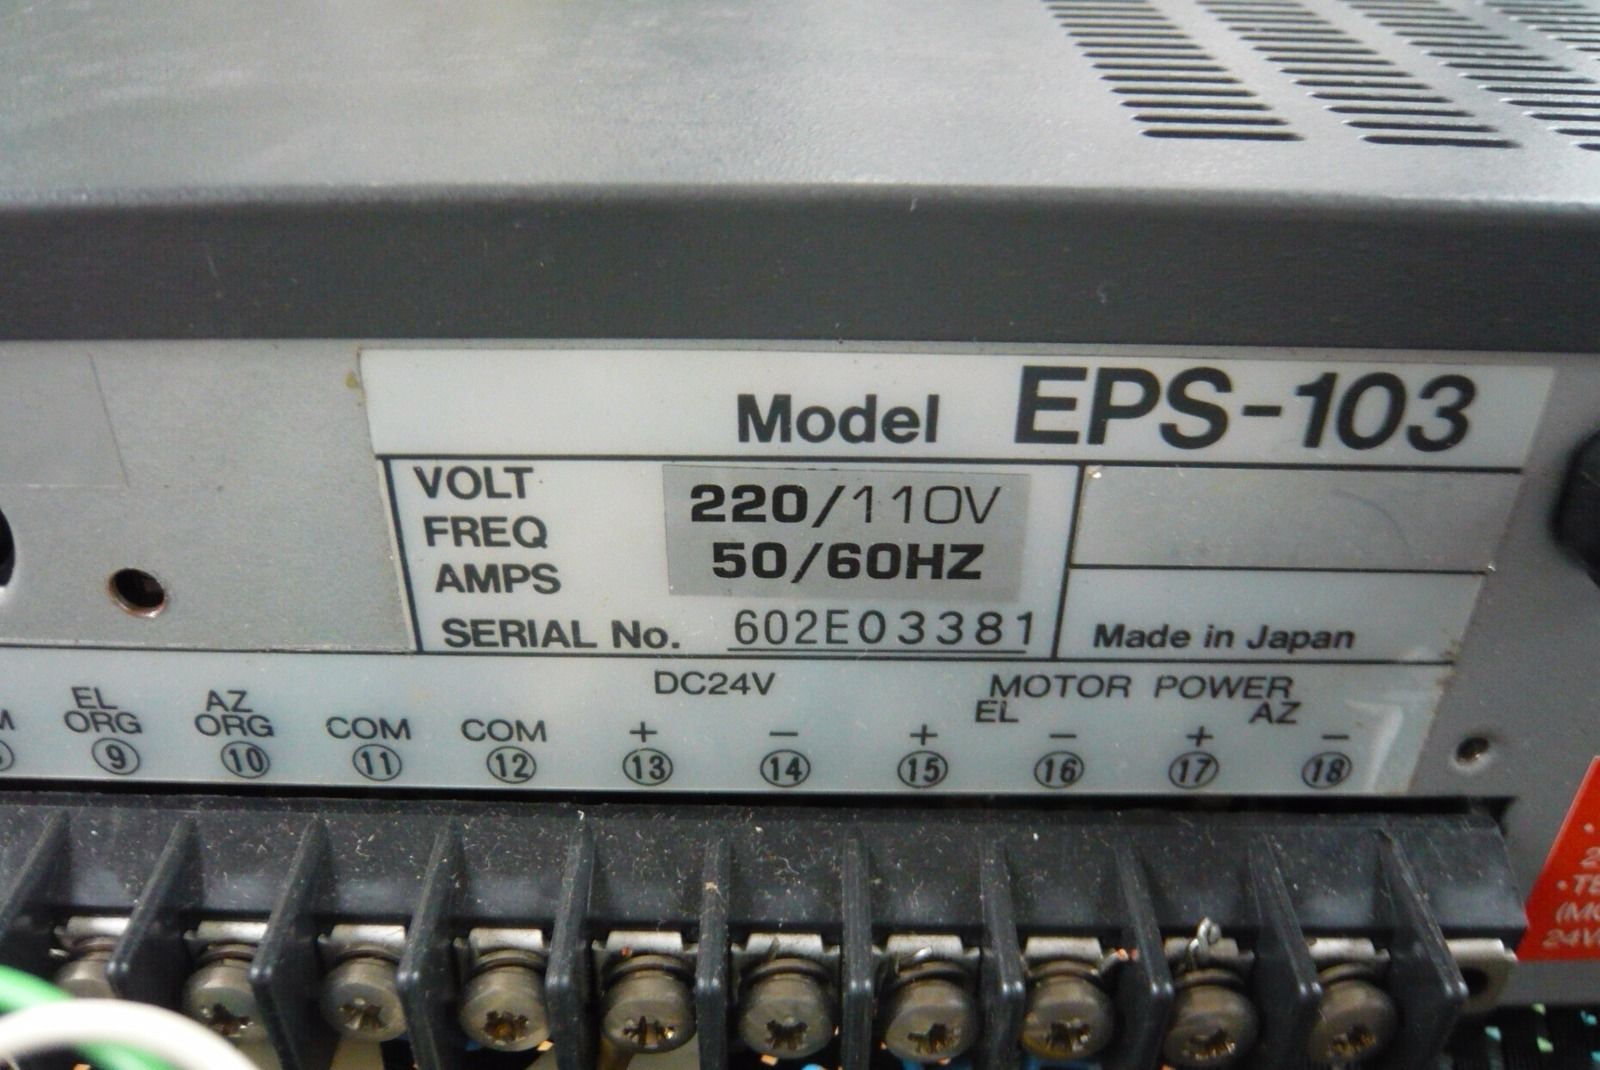 Model EPS-103
VOLT 220/110V
FREQ 50/60HZ
AMPS
SERIAL No. 602E03381
Made in Japan
DC24V MOTOR POWER
EL AZ EL AZ
ORG ORG COM COM + − + − + −
⑨ ⑩ ⑪ ⑫ ⑬ ⑭ ⑮ ⑯ ⑰ ⑱